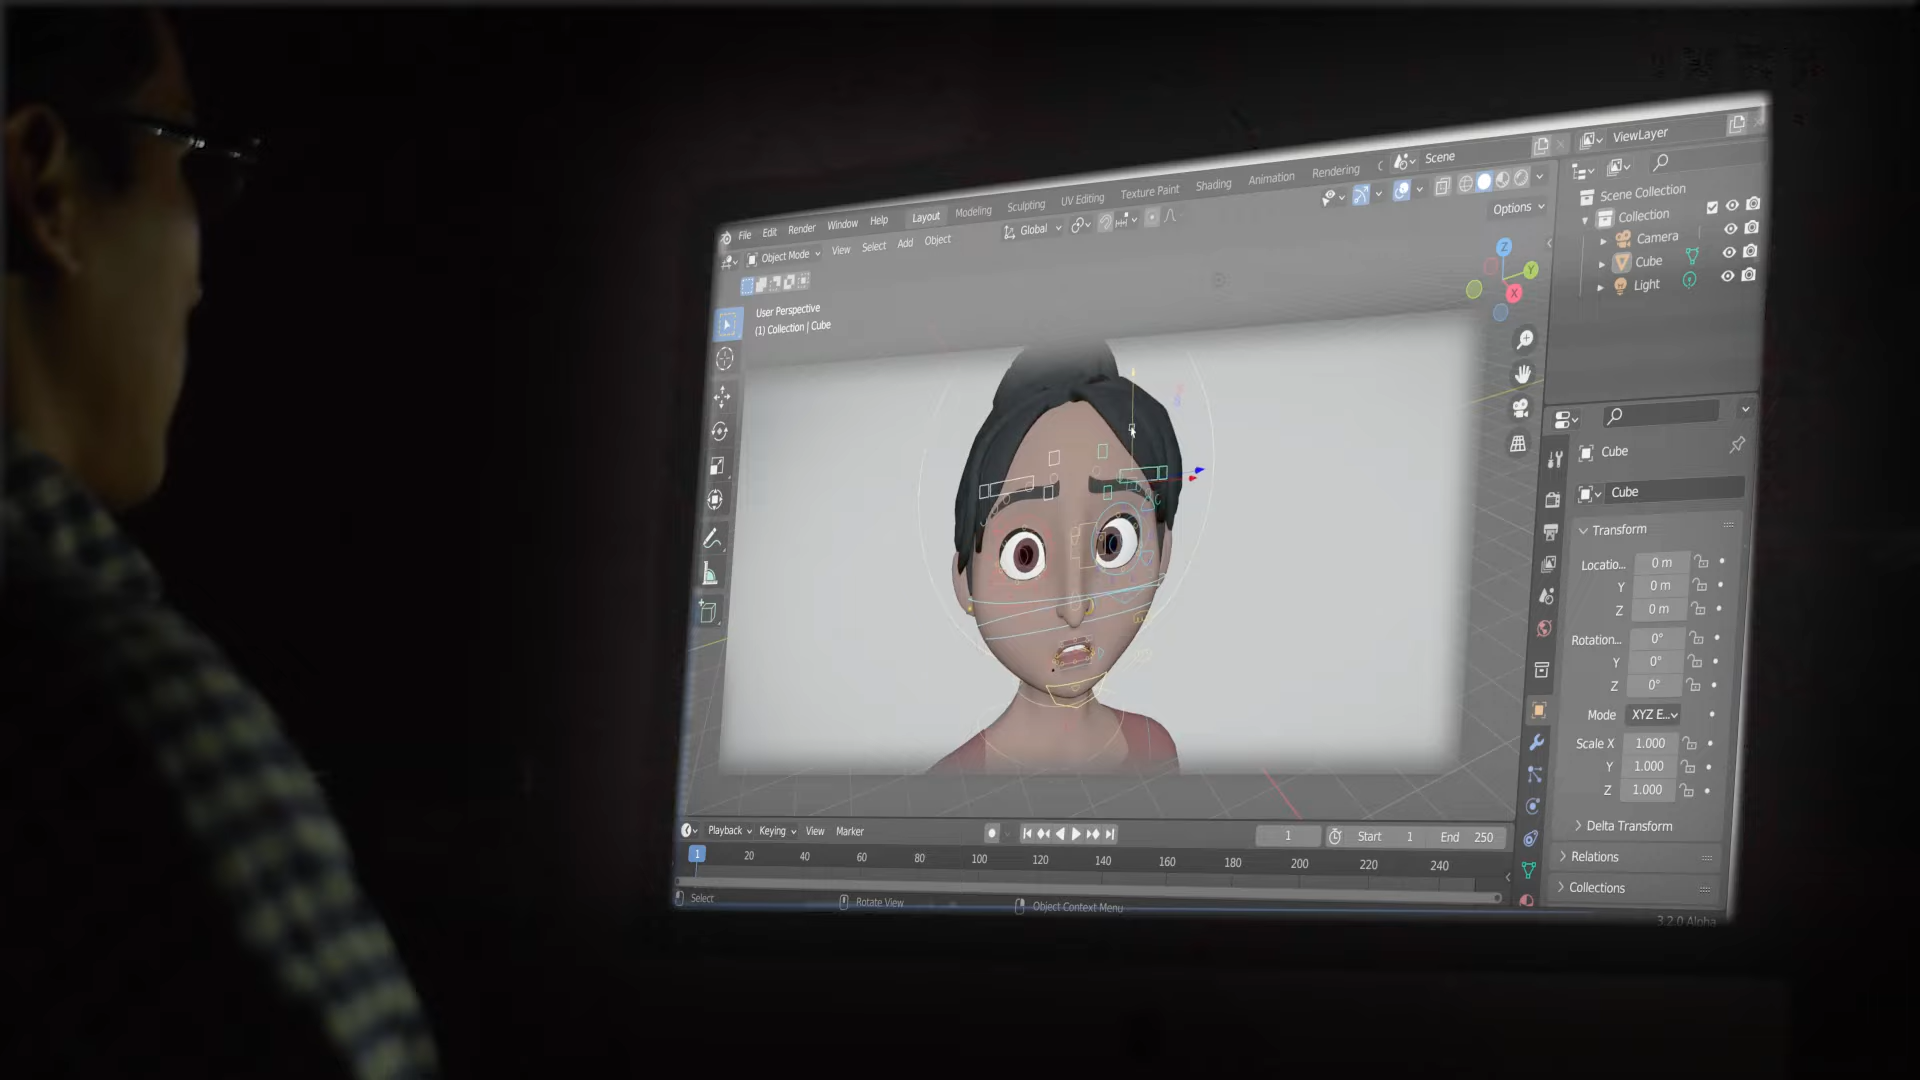 File Edit Render Window Help Layout Modeling Sculpting UV Editing Texture Paint Shading Animation Rendering
Scene
ViewLayer
Object Mode View Select Add Object
Global
Options
User Perspective
(1) Collection | Cube
Z
Y
X
Scene Collection
Collection
Camera
Cube
Light
Cube
Cube
Transform
Locatio... 0 m
Y 0 m
Z 0 m
Rotation... 0°
Y 0°
Z 0°
Mode XYZ E...
Scale X 1.000
Y 1.000
Z 1.000
Delta Transform
Relations
Collections
Playback Keying View Marker
1 Start 1 End 250
1 20 40 60 80 100 120 140 160 180 200 220 240
Select Rotate View Object Context Menu
3.2.0 Alpha